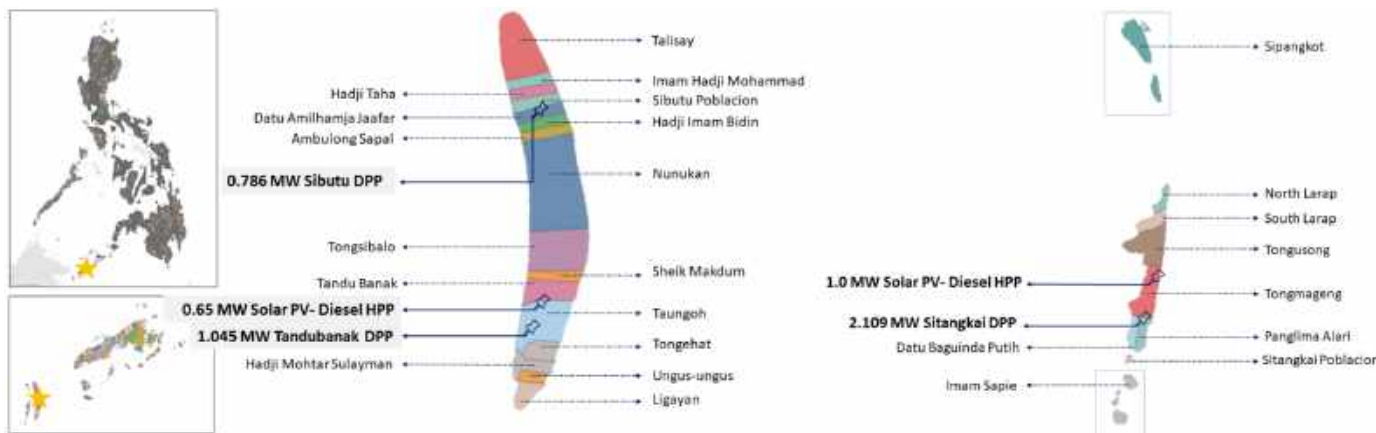 Talisay
Imam Hadji Mohammad
Hadji Taha
Sibutu Poblacion
Datu Amilhamja Jaafar
Hadji Imam Bidin
Ambulong Sapal
0.786 MW Sibutu DPP
Nunukan
Tongsibalo
Sheik Makdum
Tandu Banak
0.65 MW Solar PV- Diesel HPP
Taungoh
1.045 MW Tandubanak DPP
Tongehat
Hadji Mohtar Sulayman
Ungus-ungus
Ligayan
Sipangkot
North Larap
South Larap
Tongusong
1.0 MW Solar PV- Diesel HPP
Tongmageng
2.109 MW Sitangkai DPP
Panglima Alari
Datu Baguinda Putih
Sitangkai Poblacion
Imam Sapie